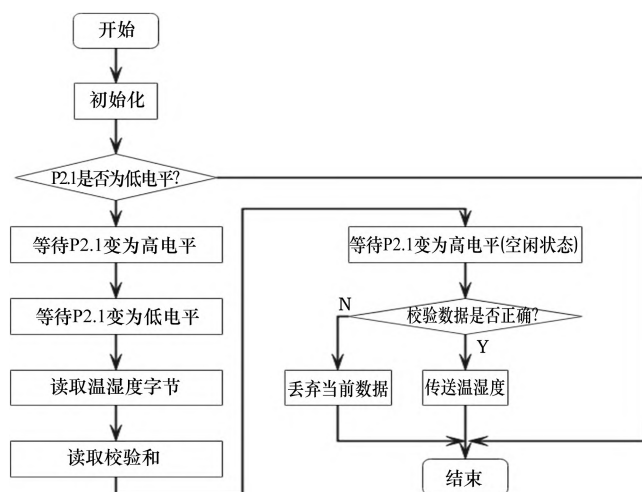 开始
初始化
P2.1是否为低电平?
等待P2.1变为高电平
等待P2.1变为低电平
读取温湿度字节
读取校验和
等待P2.1变为高电平(空闲状态)
校验数据是否正确?
N
Y
丢弃当前数据
传送温湿度
结束